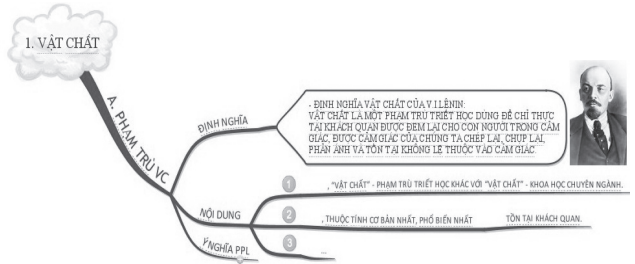 1. VẬT CHẤT
A. PHẠM TRÙ VC
ĐỊNH NGHĨA
- ĐỊNH NGHĨA VẬT CHẤT CỦA V.I.LÊNIN:
VẬT CHẤT LÀ MỘT PHẠM TRÙ TRIẾT HỌC DÙNG ĐỂ CHỈ THỰC
TẠI KHÁCH QUAN ĐƯỢC ĐEM LẠI CHO CON NGƯỜI TRONG CẢM
GIÁC, ĐƯỢC CẢM GIÁC CỦA CHÚNG TA CHÉP LẠI, CHỤP LẠI,
PHẢN ÁNH VÀ TỒN TẠI KHÔNG LỆ THUỘC VÀO CẢM GIÁC.
NỘI DUNG
1 , "VẬT CHẤT" - PHẠM TRÙ TRIẾT HỌC KHÁC VỚI "VẬT CHẤT" - KHOA HỌC CHUYÊN NGÀNH.
2 , THUỘC TÍNH CƠ BẢN NHẤT, PHỔ BIẾN NHẤT TỒN TẠI KHÁCH QUAN.
3 ...
Ý NGHĨA PPL